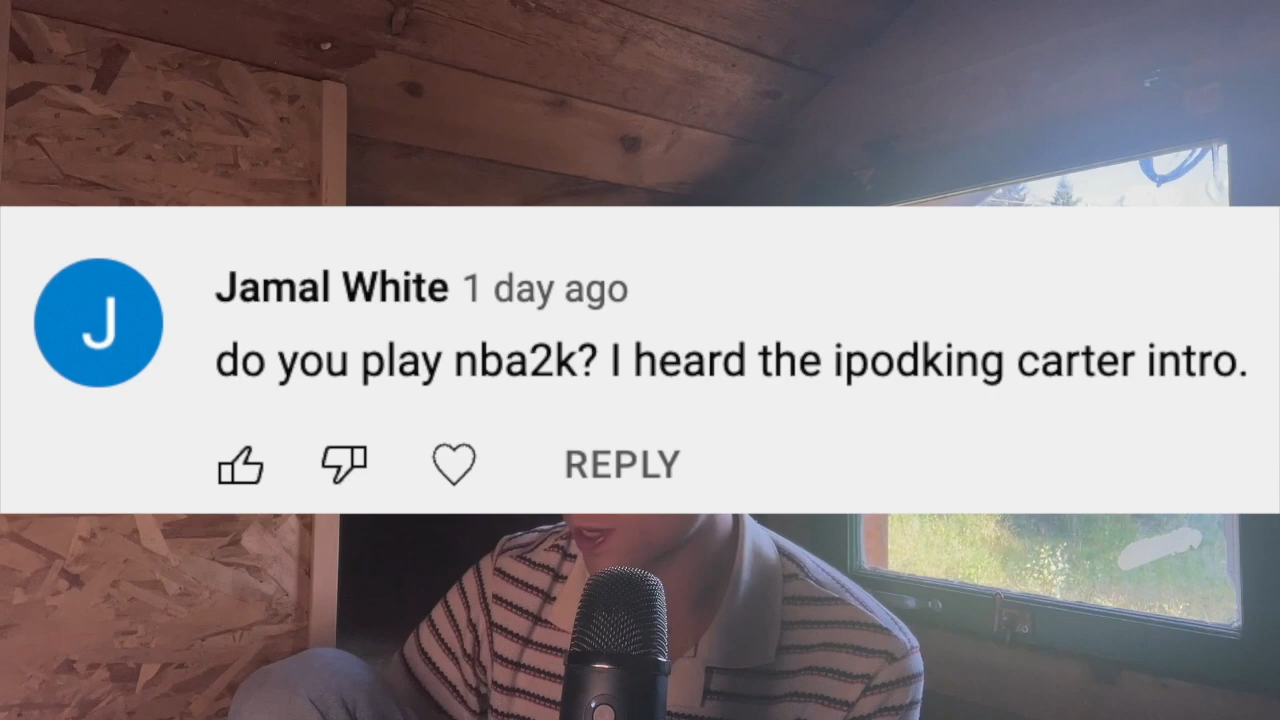 J
Jamal White 1 day ago
do you play nba2k? I heard the ipodking carter intro.
REPLY